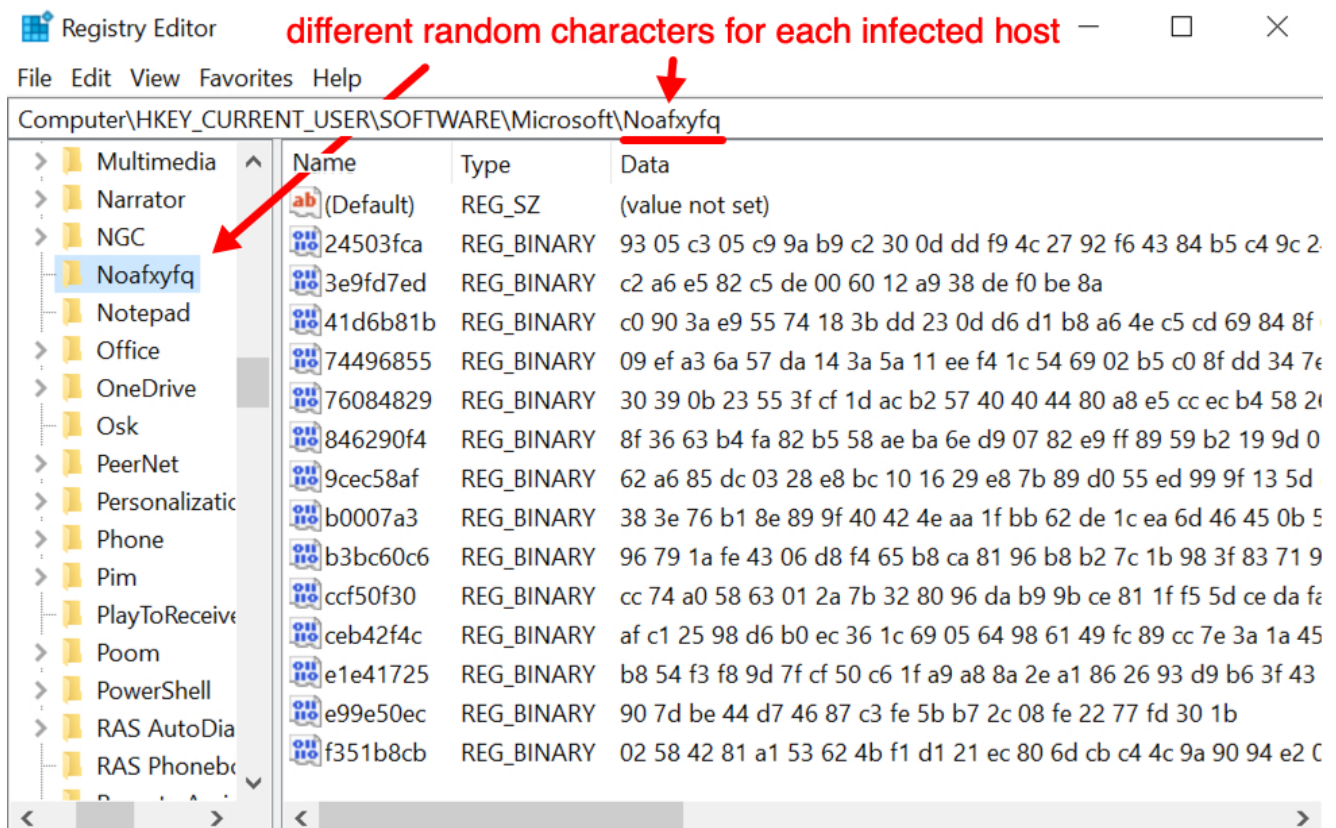 Registry Editor
different random characters for each infected host
File Edit View Favorites Help
Computer\HKEY_CURRENT_USER\SOFTWARE\Microsoft\Noafxyfq
Multimedia
Narrator
NGC
Noafxyfq
Notepad
Office
OneDrive
Osk
PeerNet
Personalizatic
Phone
Pim
PlayToReceive
Poom
PowerShell
RAS AutoDia
RAS Phonebo
Name Type Data
(Default) REG_SZ (value not set)
24503fca REG_BINARY 93 05 c3 05 c9 9a b9 c2 30 0d dd f9 4c 27 92 f6 43 84 b5 c4 9c 2
3e9fd7ed REG_BINARY c2 a6 e5 82 c5 de 00 60 12 a9 38 de f0 be 8a
41d6b81b REG_BINARY c0 90 3a e9 55 74 18 3b dd 23 0d d6 d1 b8 a6 4e c5 cd 69 84 8f
74496855 REG_BINARY 09 ef a3 6a 57 da 14 3a 5a 11 ee f4 1c 54 69 02 b5 c0 8f dd 34 7e
76084829 REG_BINARY 30 39 0b 23 55 3f cf 1d ac b2 57 40 40 44 80 a8 e5 cc ec b4 58 26
846290f4 REG_BINARY 8f 36 63 b4 fa 82 b5 58 ae ba 6e d9 07 82 e9 ff 89 59 b2 19 9d 0
9cec58af REG_BINARY 62 a6 85 dc 03 28 e8 bc 10 16 29 e8 7b 89 d0 55 ed 99 9f 13 5d
b0007a3 REG_BINARY 38 3e 76 b1 8e 89 9f 40 42 4e aa 1f bb 62 de 1c ea 6d 46 45 0b 5
b3bc60c6 REG_BINARY 96 79 1a fe 43 06 d8 f4 65 b8 ca 81 96 b8 b2 7c 1b 98 3f 83 71 9
ccf50f30 REG_BINARY cc 74 a0 58 63 01 2a 7b 32 80 96 da b9 9b ce 81 1f f5 5d ce da fa
ceb42f4c REG_BINARY af c1 25 98 d6 b0 ec 36 1c 69 05 64 98 61 49 fc 89 cc 7e 3a 1a 45
e1e41725 REG_BINARY b8 54 f3 f8 9d 7f cf 50 c6 1f a9 a8 8a 2e a1 86 26 93 d9 b6 3f 43
e99e50ec REG_BINARY 90 7d be 44 d7 46 87 c3 fe 5b b7 2c 08 fe 22 77 fd 30 1b
f351b8cb REG_BINARY 02 58 42 81 a1 53 62 4b f1 d1 21 ec 80 6d cb c4 4c 9a 90 94 e2 0